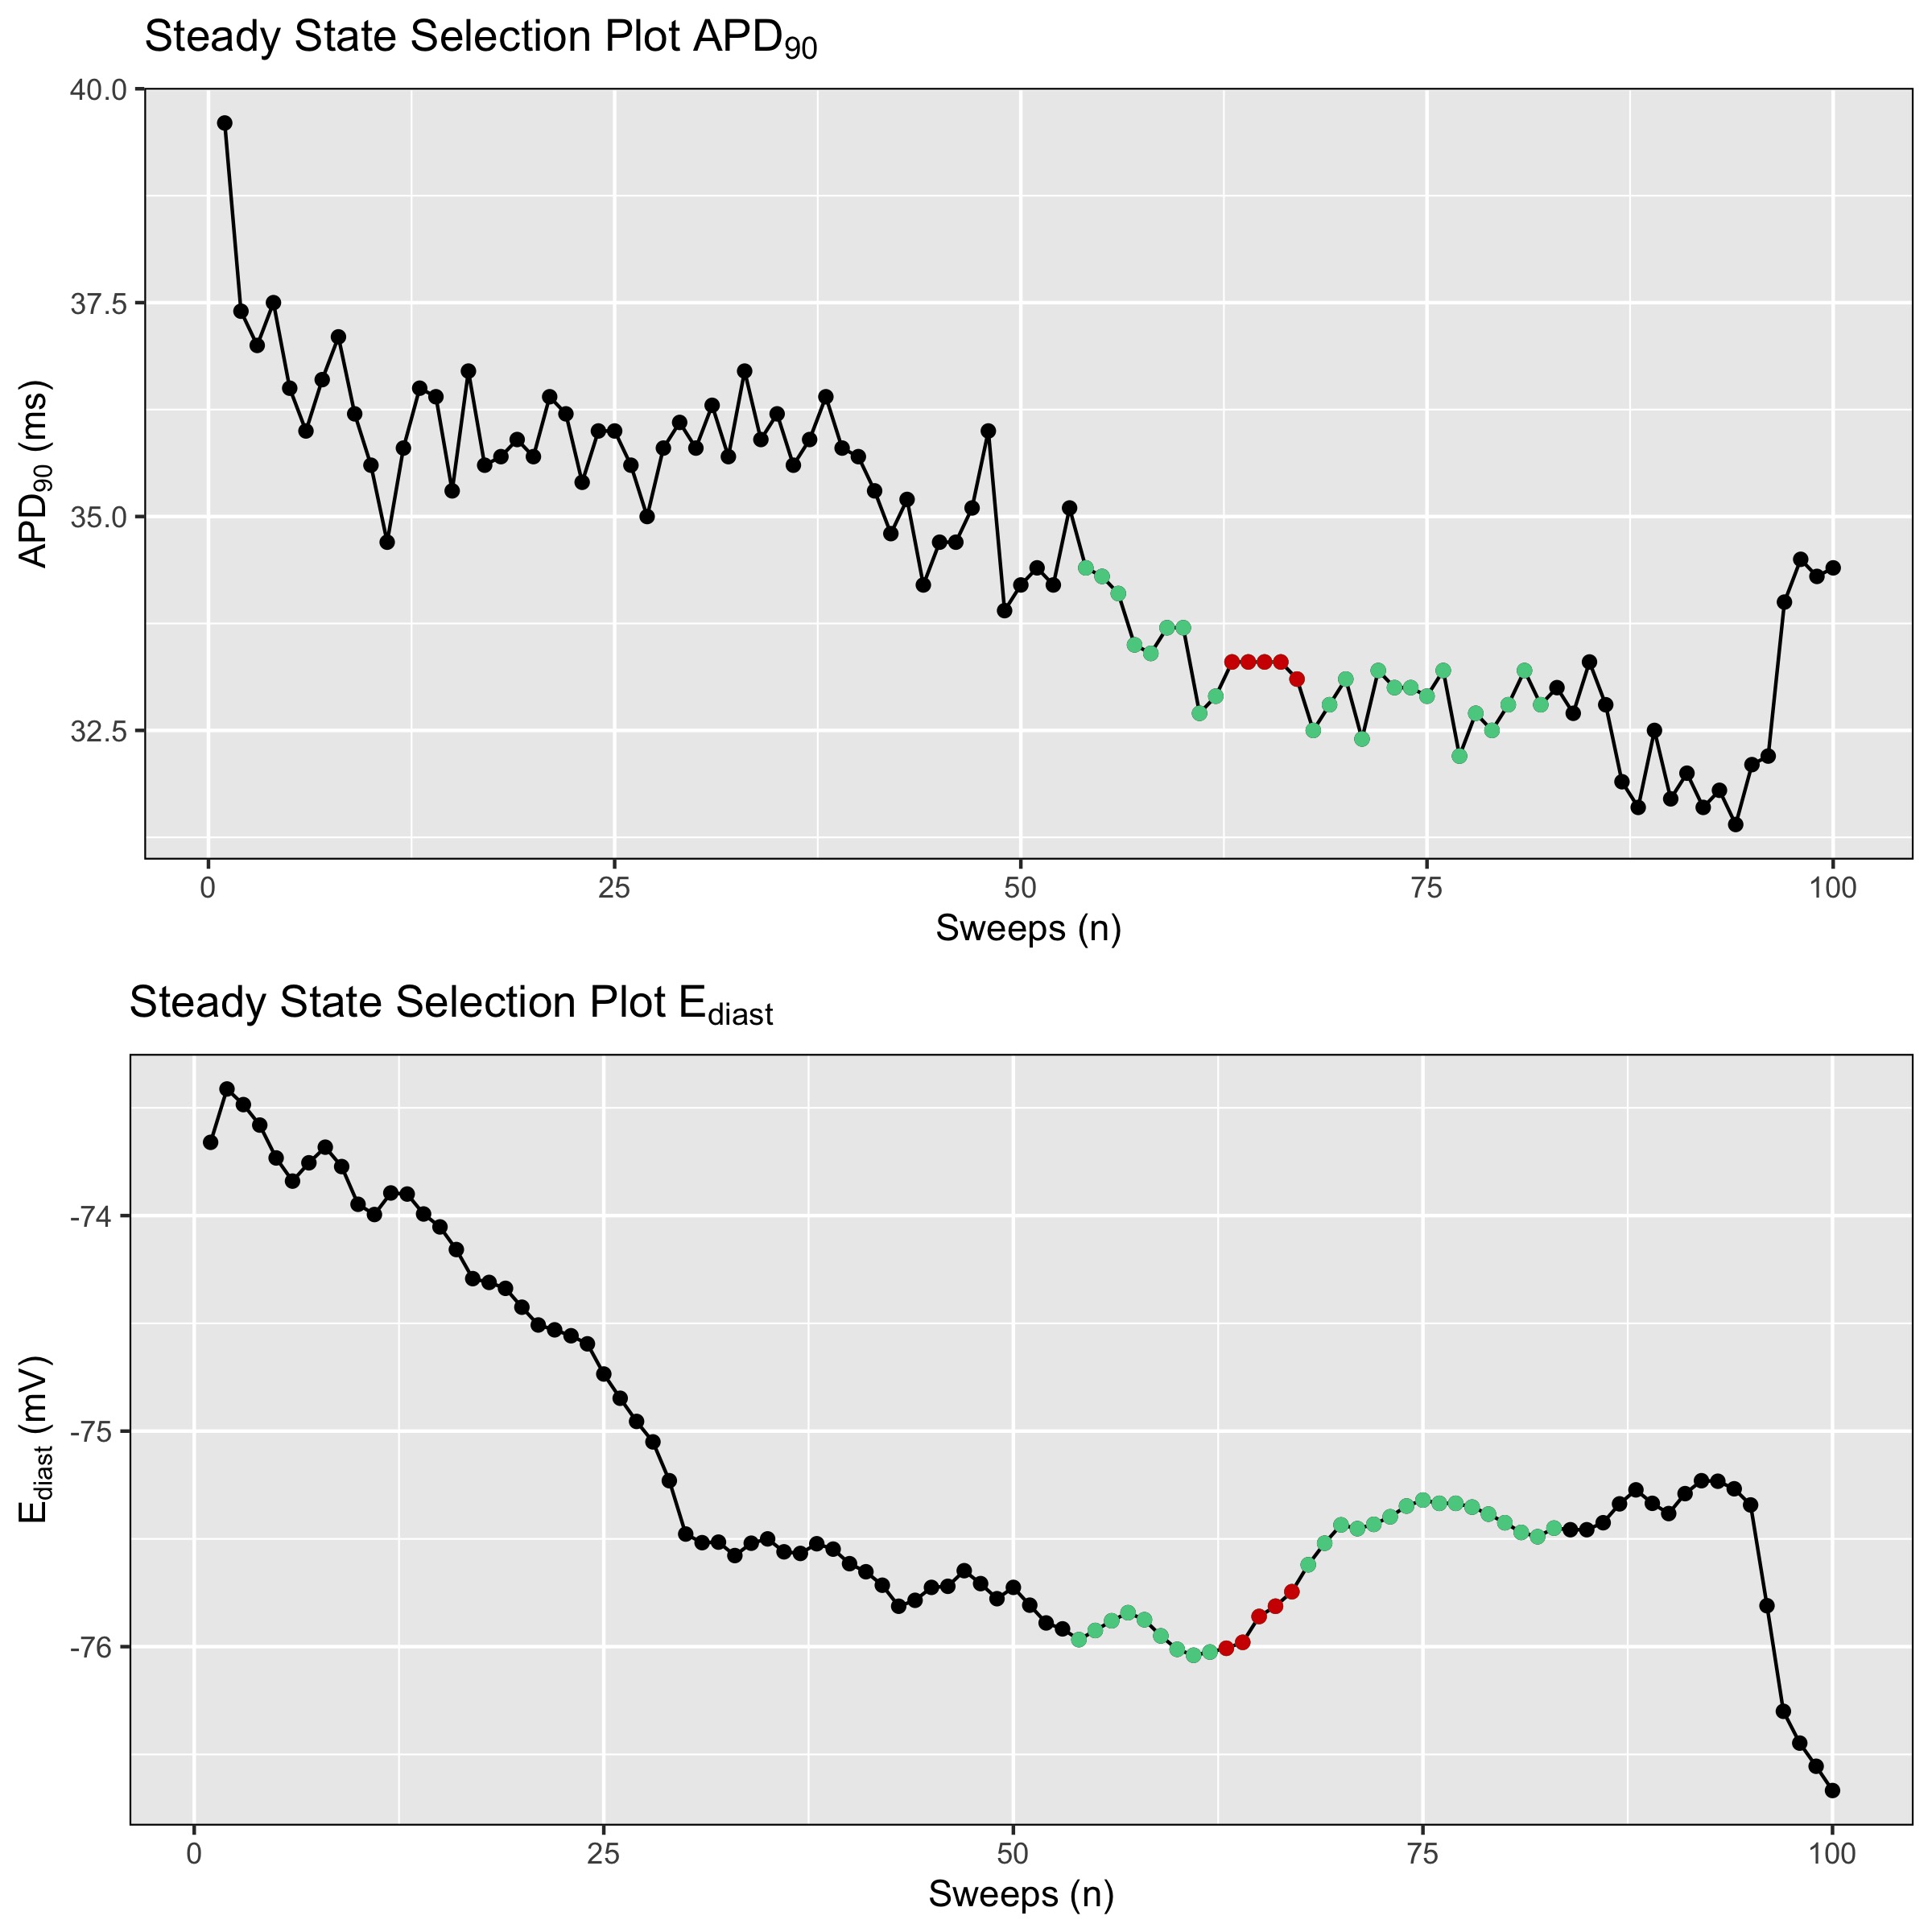 Steady State Selection Plot APD90
40.0
37.5
35.0
32.5
APD90 (ms)
0 25 50 75 100
Sweeps (n)
Steady State Selection Plot Ediast
-74
-75
-76
Ediast (mV)
0 25 50 75 100
Sweeps (n)